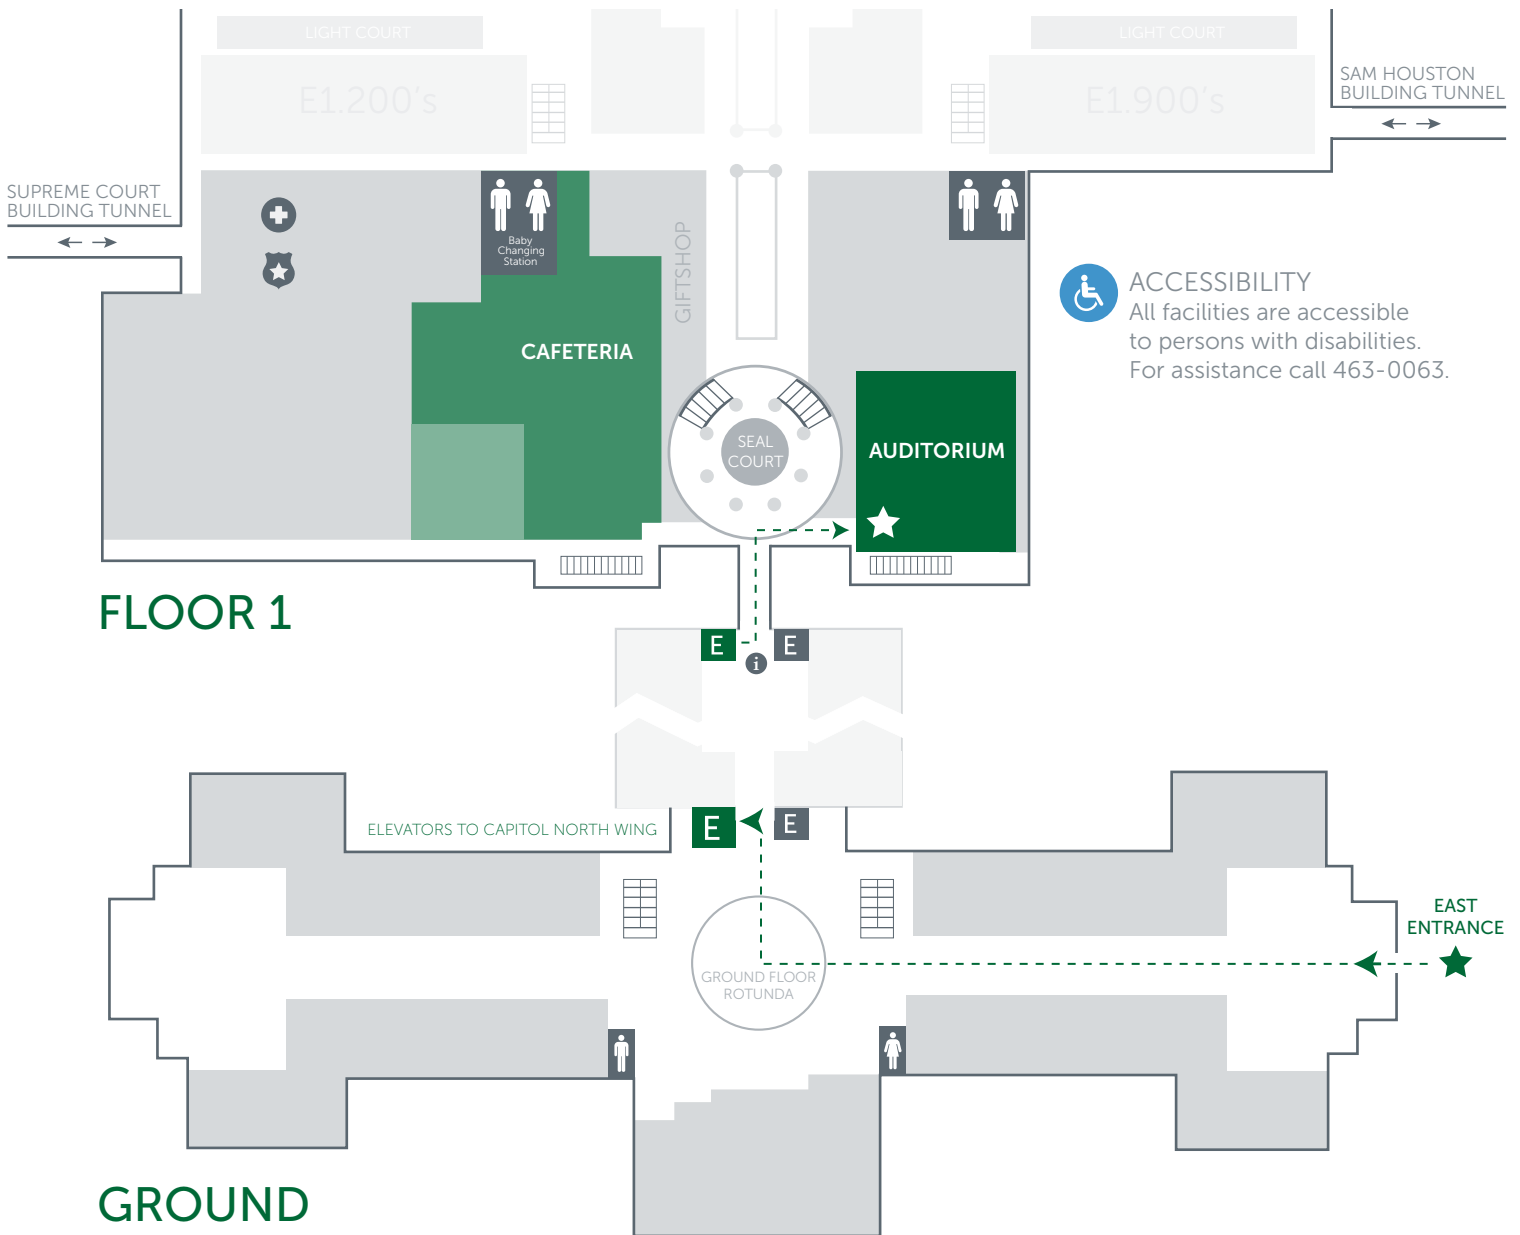 LIGHT COURT
LIGHT COURT
E1.200's
E1.900's
SAM HOUSTON
BUILDING TUNNEL
SUPREME COURT
BUILDING TUNNEL
Baby
Changing
Station
GIFTSHOP
CAFETERIA
ACCESSIBILITY
All facilities are accessible
to persons with disabilities.
For assistance call 463-0063.
SEAL
COURT
AUDITORIUM
FLOOR 1
E
E
i
ELEVATORS TO CAPITOL NORTH WING
E
E
EAST
ENTRANCE
GROUND FLOOR
ROTUNDA
GROUND